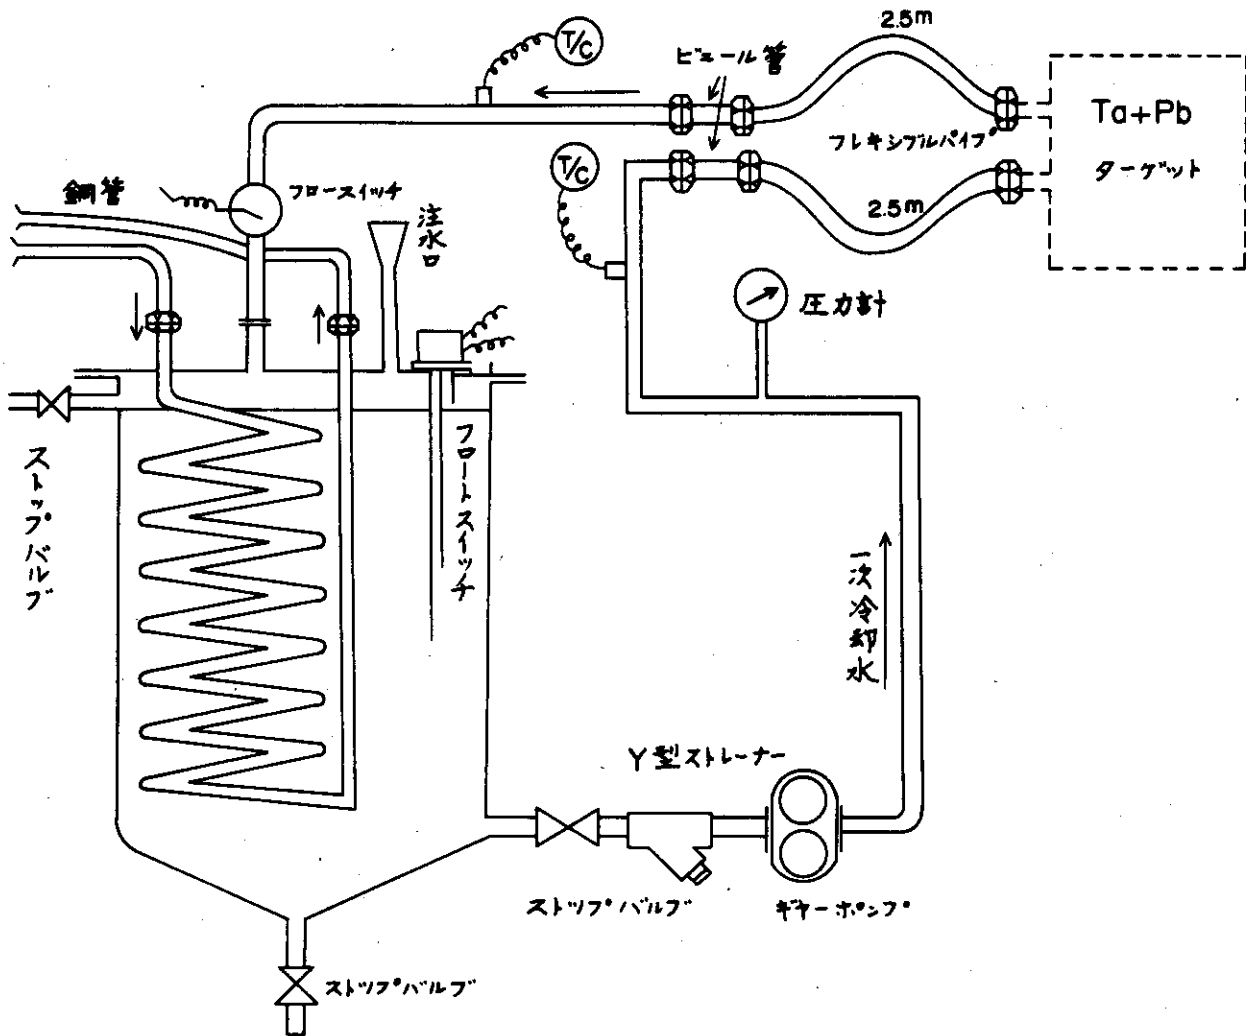 2.5m
T/C
ビニール管
Ta+Pb
ターゲット
フレキシブルパイプ
T/C
2.5m
銅管
フロースイッチ
注水口
圧力計
フロートスイッチ
ストップバルブ
一次冷却水
Y型ストレーナー
ストップバルブ
ギヤーポンプ
ストップバルブ